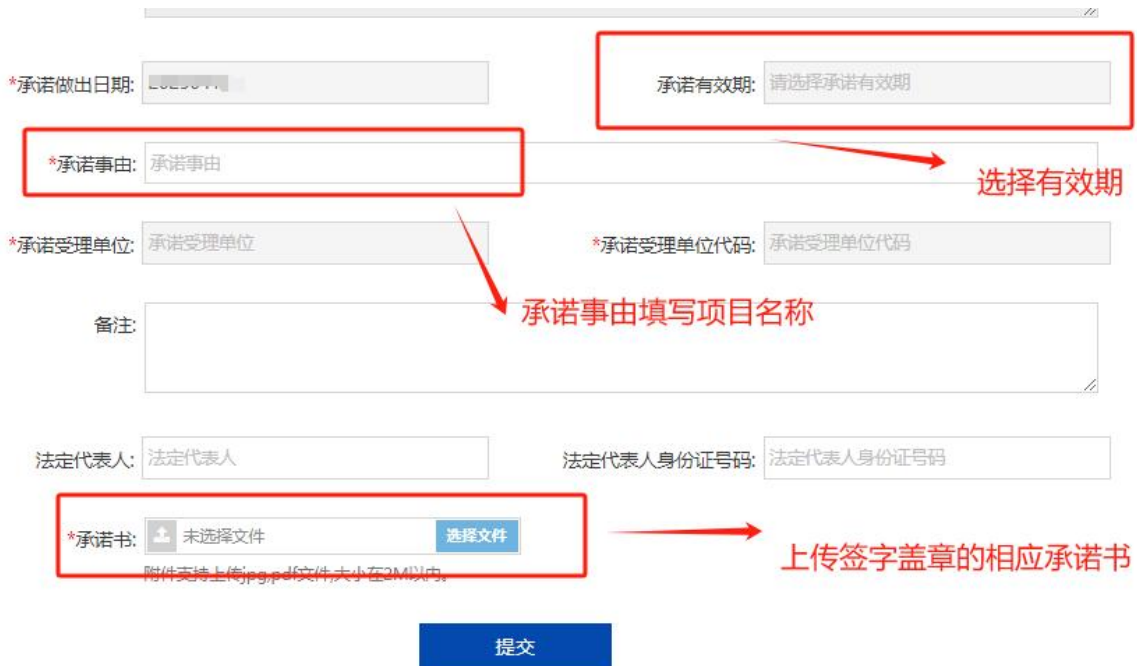 *承诺做出日期: 承诺有效期: 请选择承诺有效期
*承诺事由: 承诺事由
选择有效期
*承诺受理单位: 承诺受理单位 *承诺受理单位代码: 承诺受理单位代码
承诺事由填写项目名称
备注:
法定代表人: 法定代表人 法定代表人身份证号码: 法定代表人身份证号码
*承诺书: 未选择文件 选择文件
上传签字盖章的相应承诺书
附件支持上传jpg,pdf文件,大小在2M以内。
提交